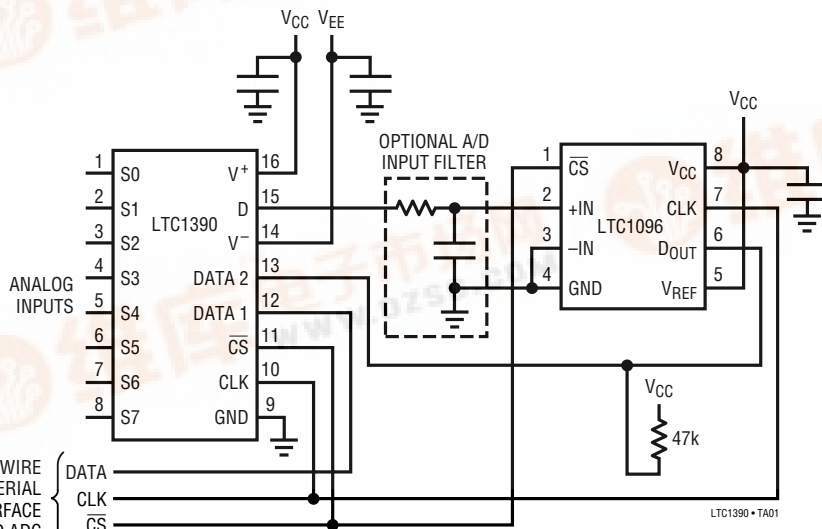 VCC VEE
VCC
OPTIONAL A/D
INPUT FILTER
1 S0
2 S1
3 S2
4 S3
5 S4
6 S5
7 S6
8 S7
ANALOG
INPUTS
LTC1390
V+ 16
D 15
V− 14
DATA 2 13
DATA 1 12
CS 11
CLK 10
GND 9
1 CS
2 +IN
3 –IN
4 GND
LTC1096
VCC 8
CLK 7
DOUT 6
VREF 5
VCC
47k
WIRE
DATA
CLK
CS
LTC1390 • TA01
WWW.DZSC.COM